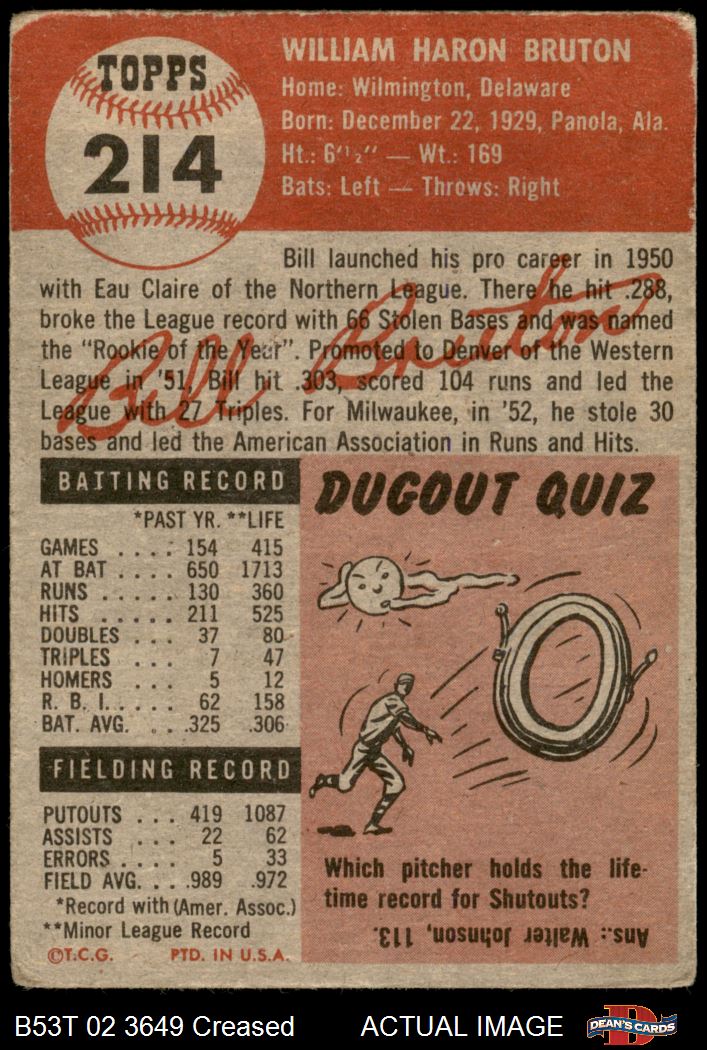 TOPPS
214
WILLIAM HARON BRUTON
Home: Wilmington, Delaware
Born: December 22, 1929, Panola, Ala.
Ht.: 6'½" — Wt.: 169
Bats: Left — Throws: Right
Bill launched his pro career in 1950
with Eau Claire of the Northern League. There he hit .288,
broke the League record with 66 Stolen Bases and was named
the "Rookie of the Year". Promoted to Denver of the Western
League in '51, Bill hit .303, scored 104 runs and led the
League with 27 Triples. For Milwaukee, in '52, he stole 30
bases and led the American Association in Runs and Hits.
Bill Bruton
BATTING RECORD
*PAST YR. **LIFE
GAMES .... 154 415
AT BAT .... 650 1713
RUNS ..... 130 360
HITS ..... 211 525
DOUBLES ... 37 80
TRIPLES ... 7 47
HOMERS ... 5 12
R. B. I..... 62 158
BAT. AVG. ...325 .306
FIELDING RECORD
PUTOUTS ... 419 1087
ASSISTS ... 22 62
ERRORS .... 5 33
FIELD AVG. . ..989 .972
*Record with (Amer. Assoc.)
**Minor League Record
©T.C.G. PTD. IN U.S.A.
DUGOUT QUIZ
Which pitcher holds the life-
time record for Shutouts?
Ans.: Walter Johnson, 113.
B53T 02 3649 Creased ACTUAL IMAGE
DEAN'S CARDS